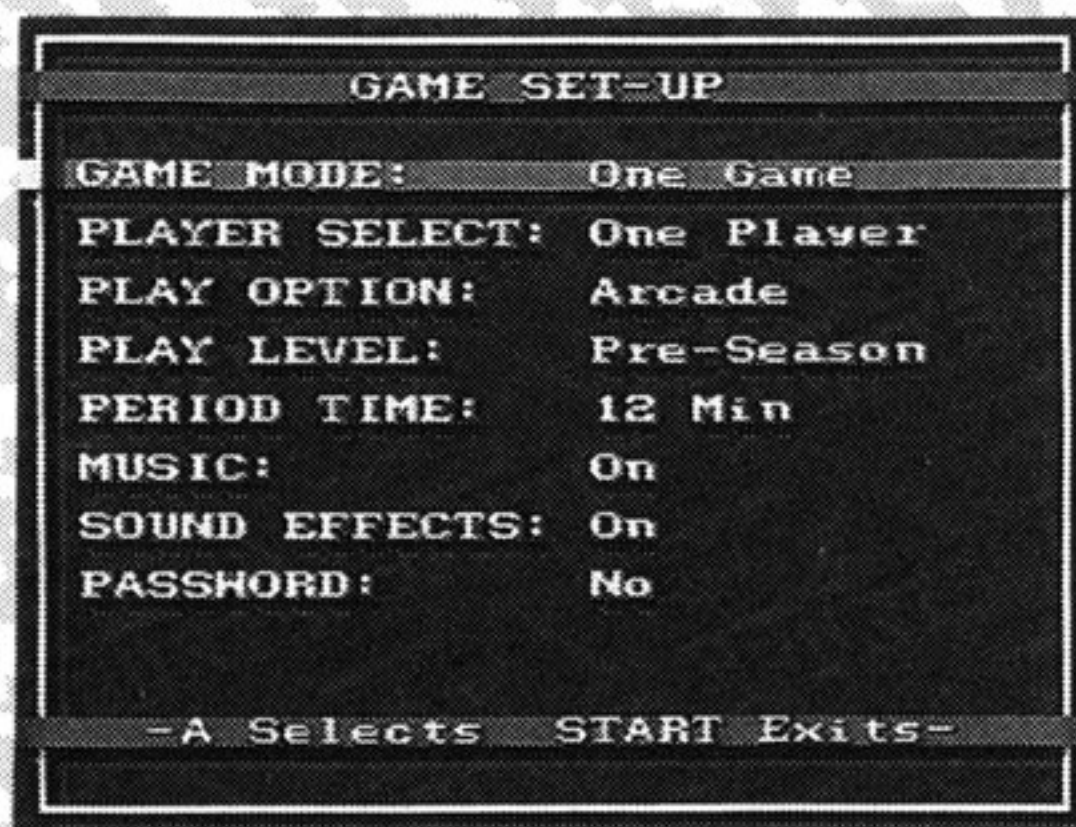 GAME SET-UP
GAME MODE: One Game
PLAYER SELECT: One Player
PLAY OPTION: Arcade
PLAY LEVEL: Pre-Season
PERIOD TIME: 12 Min
MUSIC: On
SOUND EFFECTS: On
PASSWORD: No
-A Selects START Exits-